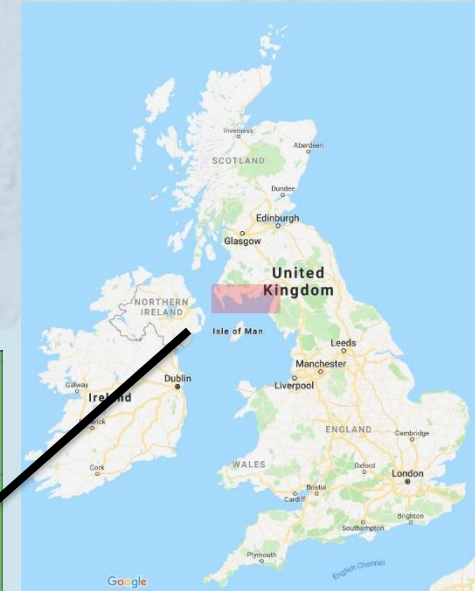 Inverness
Aberdeen
SCOTLAND
Dundee
Edinburgh
Glasgow
United
Kingdom
NORTHERN
IRELAND
Isle of Man
Leeds
Manchester
Dublin
Galway
Ireland
Liverpool
ENGLAND
Cambridge
WALES
Cork
Oxford
London
Bristol
Cardiff
Brighton
Southampton
Plymouth
English Channel
Google